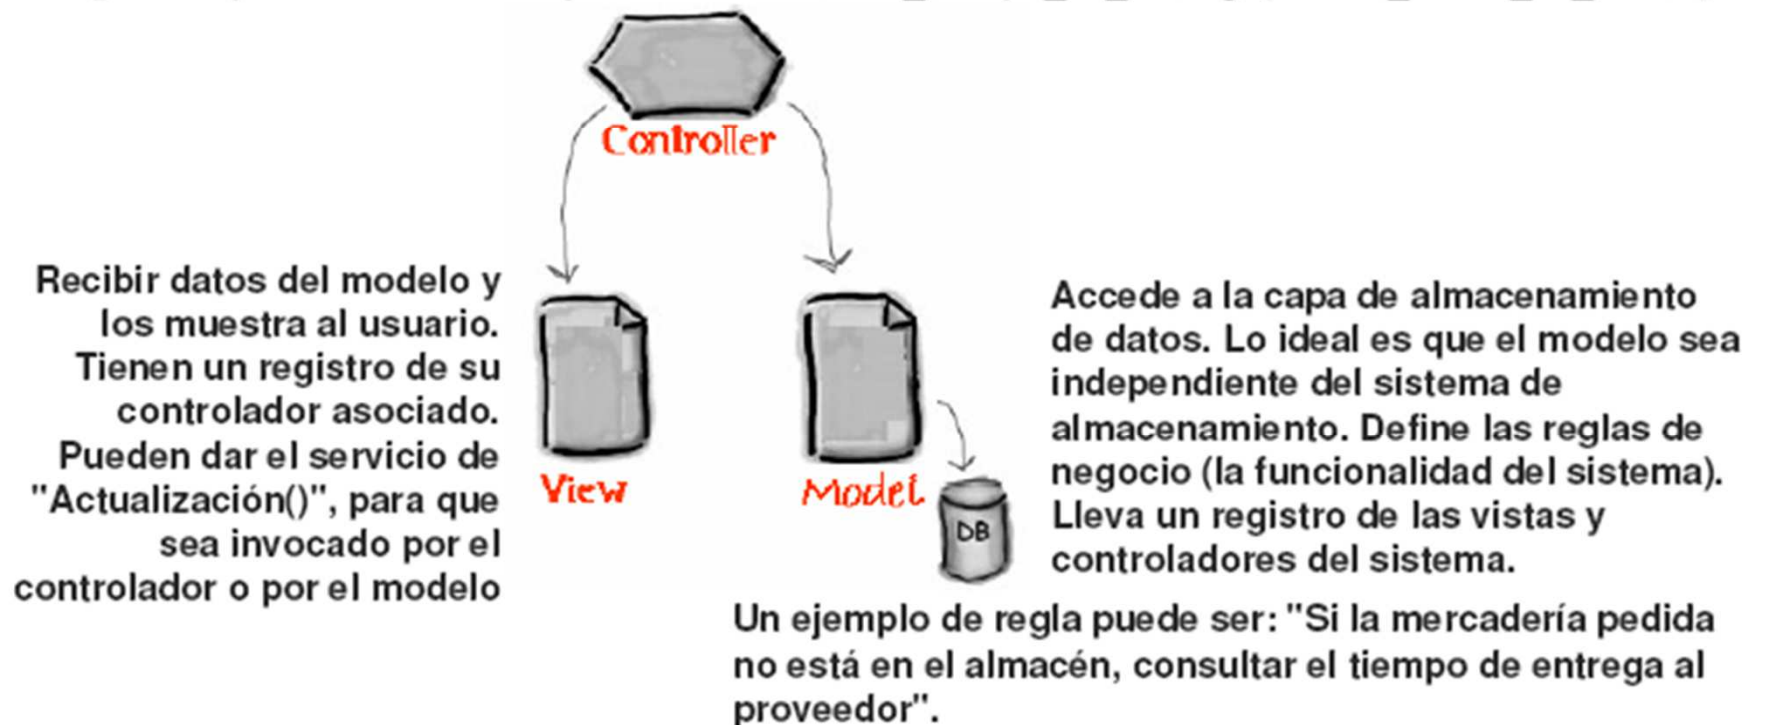 Controller
Recibir datos del modelo y
los muestra al usuario.
Tienen un registro de su
controlador asociado.
Pueden dar el servicio de
"Actualización()", para que
sea invocado por el
controlador o por el modelo
View
Model
DB
Accede a la capa de almacenamiento
de datos. Lo ideal es que el modelo sea
independiente del sistema de
almacenamiento. Define las reglas de
negocio (la funcionalidad del sistema).
Lleva un registro de las vistas y
controladores del sistema.
Un ejemplo de regla puede ser: "Si la mercadería pedida
no está en el almacén, consultar el tiempo de entrega al
proveedor".